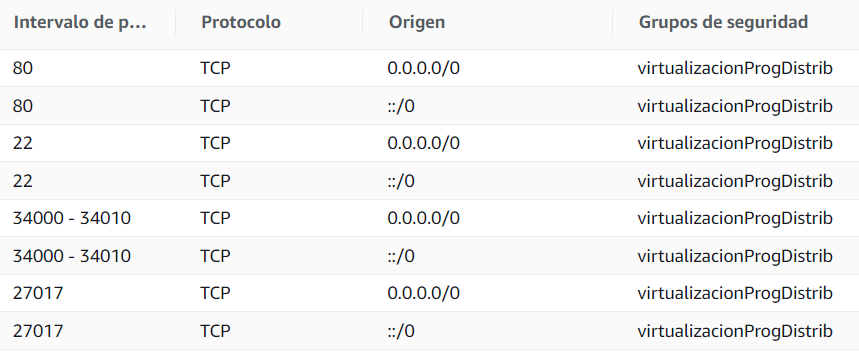 Intervalo de p... Protocolo Origen Grupos de seguridad
80 TCP 0.0.0.0/0 virtualizacionProgDistrib
80 TCP ::/0 virtualizacionProgDistrib
22 TCP 0.0.0.0/0 virtualizacionProgDistrib
22 TCP ::/0 virtualizacionProgDistrib
34000 - 34010 TCP 0.0.0.0/0 virtualizacionProgDistrib
34000 - 34010 TCP ::/0 virtualizacionProgDistrib
27017 TCP 0.0.0.0/0 virtualizacionProgDistrib
27017 TCP ::/0 virtualizacionProgDistrib